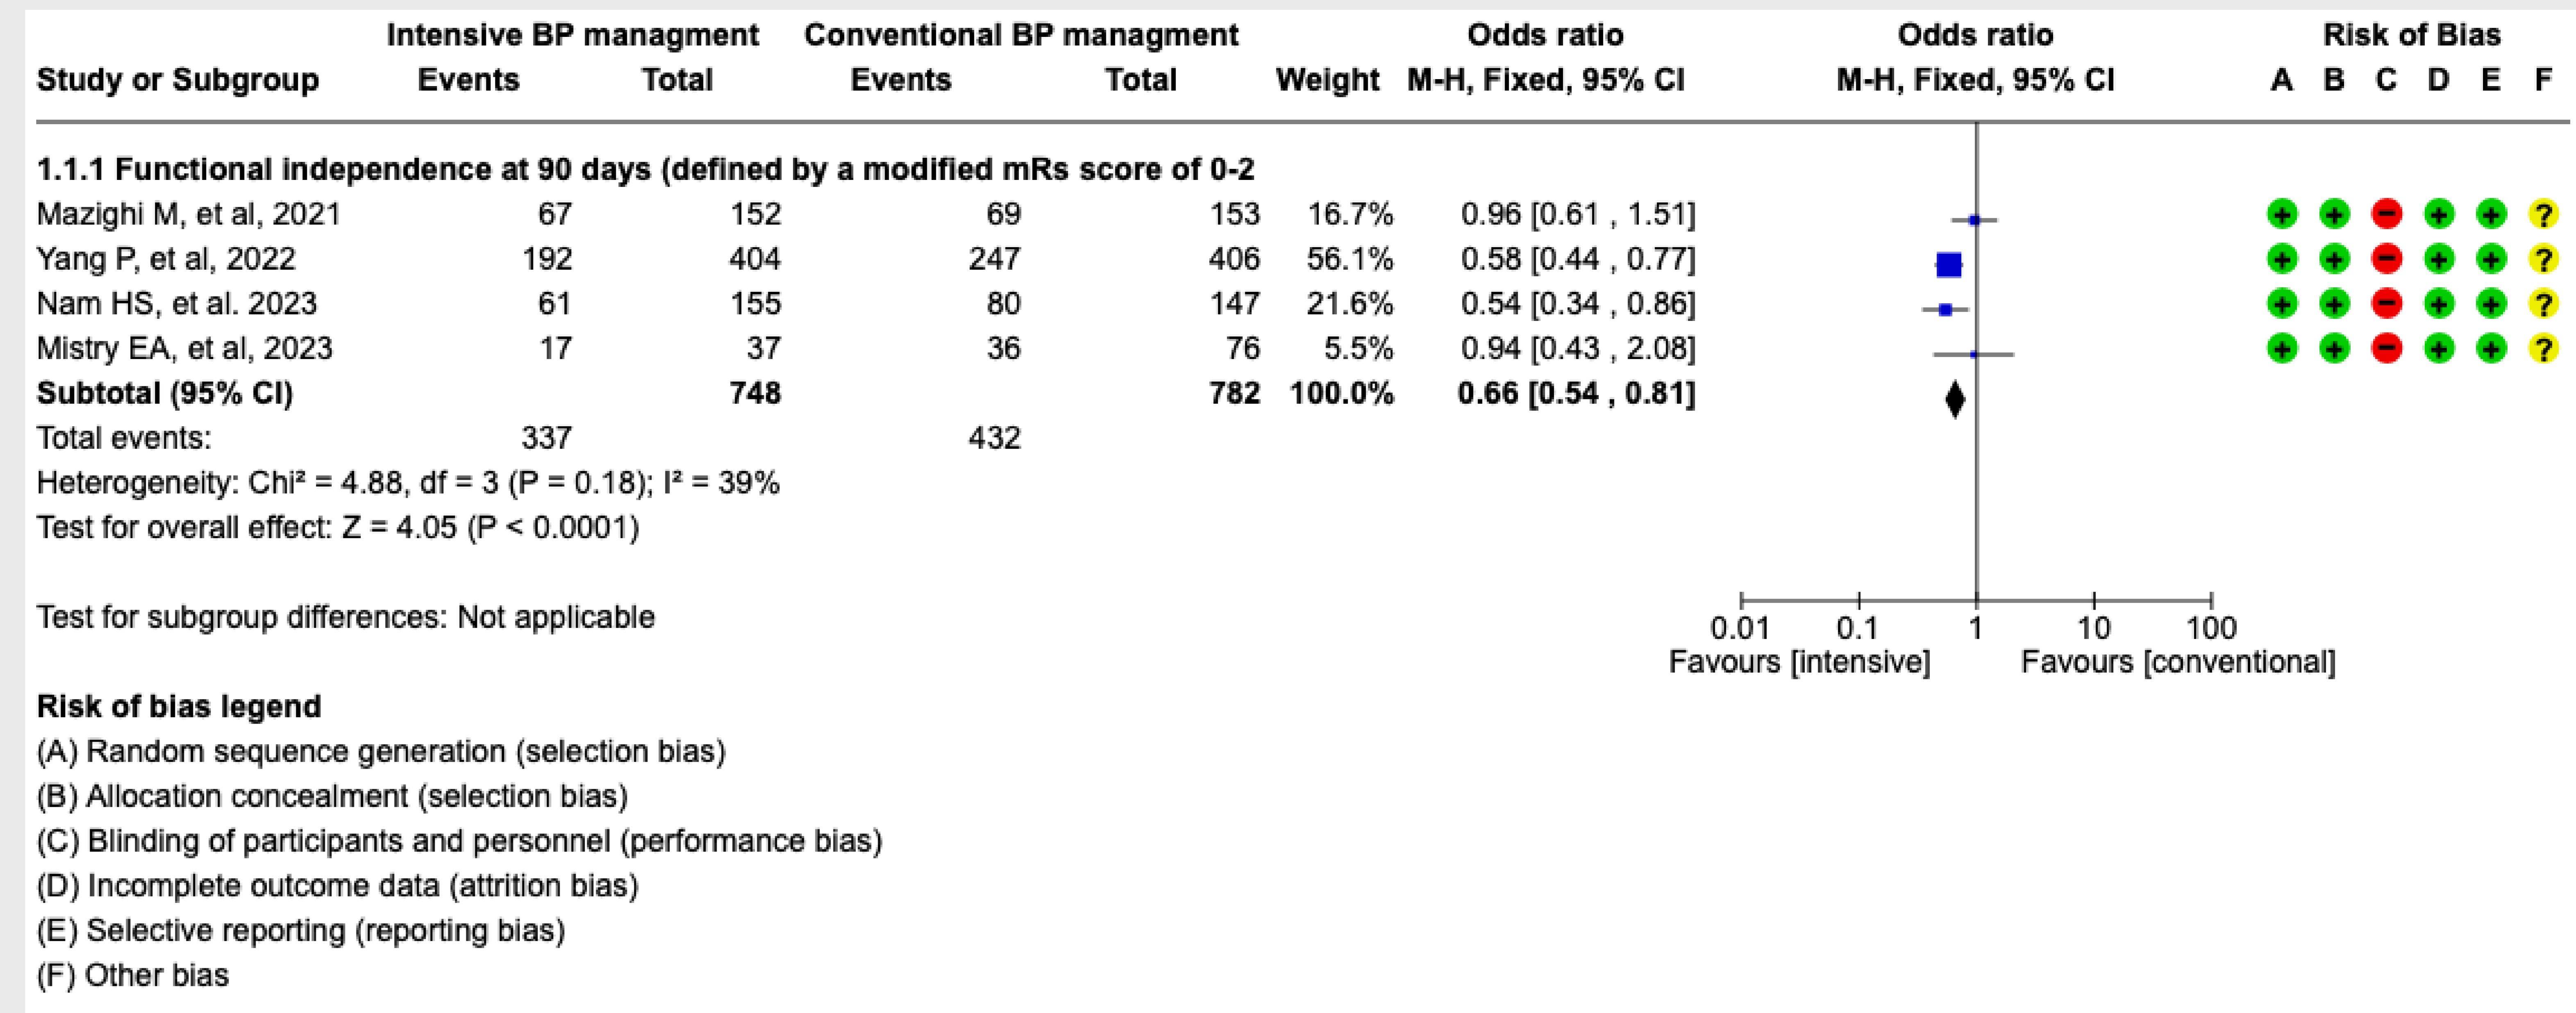 Intensive BP managment Conventional BP managment Odds ratio Odds ratio Risk of Bias
Study or Subgroup Events Total Events Total Weight M-H, Fixed, 95% CI M-H, Fixed, 95% CI A B C D E F
1.1.1 Functional independence at 90 days (defined by a modified mRs score of 0-2
Mazighi M, et al, 2021 67 152 69 153 16.7% 0.96 [0.61 , 1.51] + + − + + ?
Yang P, et al, 2022 192 404 247 406 56.1% 0.58 [0.44 , 0.77] + + − + + ?
Nam HS, et al. 2023 61 155 80 147 21.6% 0.54 [0.34 , 0.86] + + − + + ?
Mistry EA, et al, 2023 17 37 36 76 5.5% 0.94 [0.43 , 2.08] + + − + + ?
Subtotal (95% CI) 748 782 100.0% 0.66 [0.54 , 0.81]
Total events: 337 432
Heterogeneity: Chi² = 4.88, df = 3 (P = 0.18); I² = 39%
Test for overall effect: Z = 4.05 (P < 0.0001)
Test for subgroup differences: Not applicable
0.01 0.1 1 10 100
Favours [intensive] Favours [conventional]
Risk of bias legend
(A) Random sequence generation (selection bias)
(B) Allocation concealment (selection bias)
(C) Blinding of participants and personnel (performance bias)
(D) Incomplete outcome data (attrition bias)
(E) Selective reporting (reporting bias)
(F) Other bias